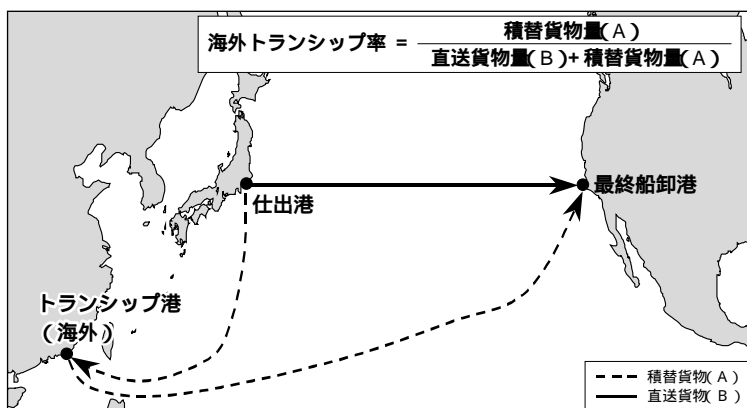 海外トランシップ率 = 積替貨物量(A)
直送貨物量(B)+積替貨物量(A)
最終船卸港
仕出港
トランシップ港
(海外)
積替貨物(A)
直送貨物(B)